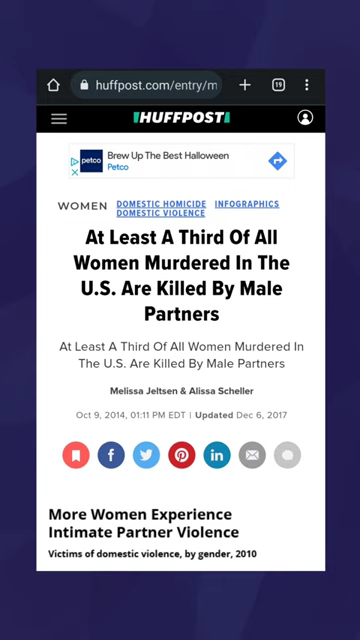 huffpost.com/entry/m
19
HUFFPOST
petco
Brew Up The Best Halloween
Petco
WOMEN DOMESTIC HOMICIDE INFOGRAPHICS
DOMESTIC VIOLENCE
At Least A Third Of All
Women Murdered In The
U.S. Are Killed By Male
Partners
At Least A Third Of All Women Murdered In
The U.S. Are Killed By Male Partners
Melissa Jeltsen & Alissa Scheller
Oct 9, 2014, 01:11 PM EDT | Updated Dec 6, 2017
More Women Experience
Intimate Partner Violence
Victims of domestic violence, by gender, 2010